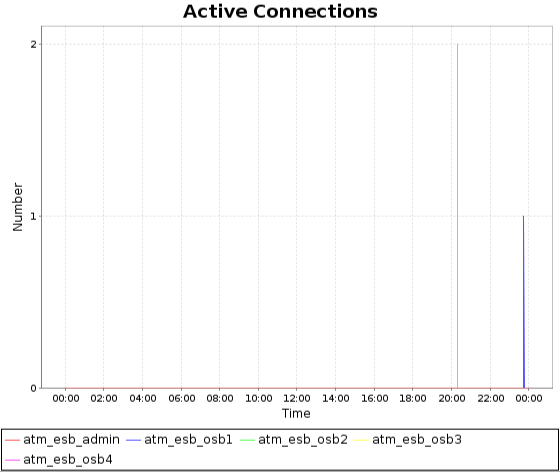 Active Connections
2
1
0
Number
00:00 02:00 04:00 06:00 08:00 10:00 12:00 14:00 16:00 18:00 20:00 22:00 00:00
Time
atm_esb_admin atm_esb_osb1 atm_esb_osb2 atm_esb_osb3
atm_esb_osb4